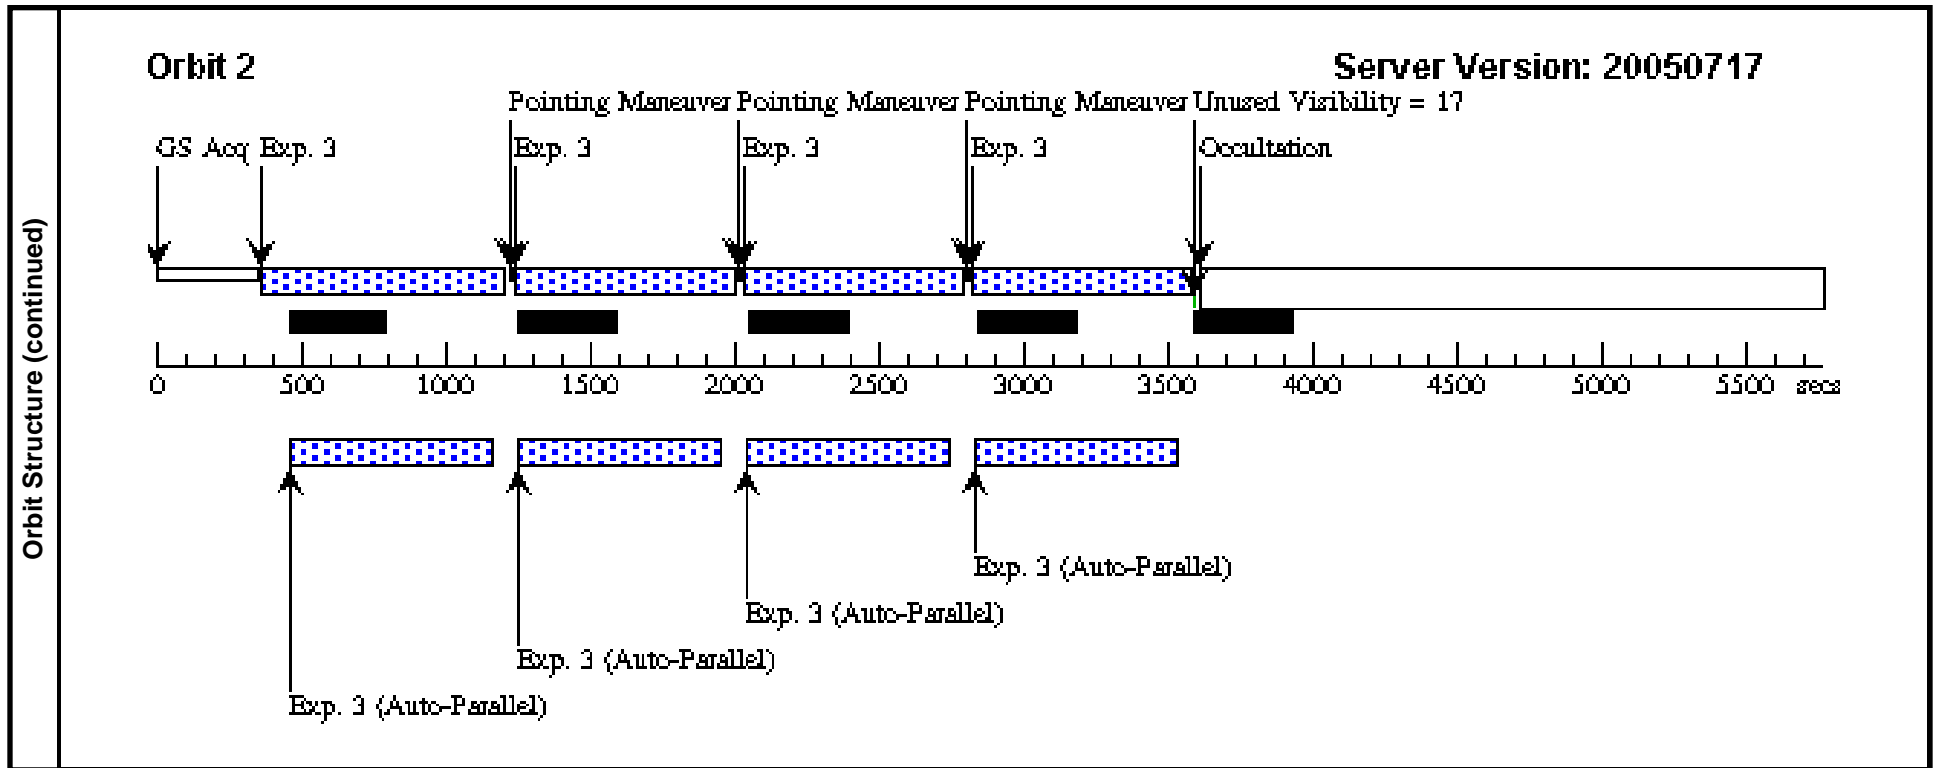 Orbit Structure (continued)
Orbit 2
Server Version: 20050717
Pointing Maneuver Pointing Maneuver Pointing Maneuver Unused Visibility = 17
GS Acq Exp. 3 Exp. 3 Exp. 3 Exp. 3 Occultation
0 500 1000 1500 2000 2500 3000 3500 4000 4500 5000 5500 secs
Exp. 3 (Auto-Parallel)
Exp. 3 (Auto-Parallel)
Exp. 3 (Auto-Parallel)
Exp. 3 (Auto-Parallel)